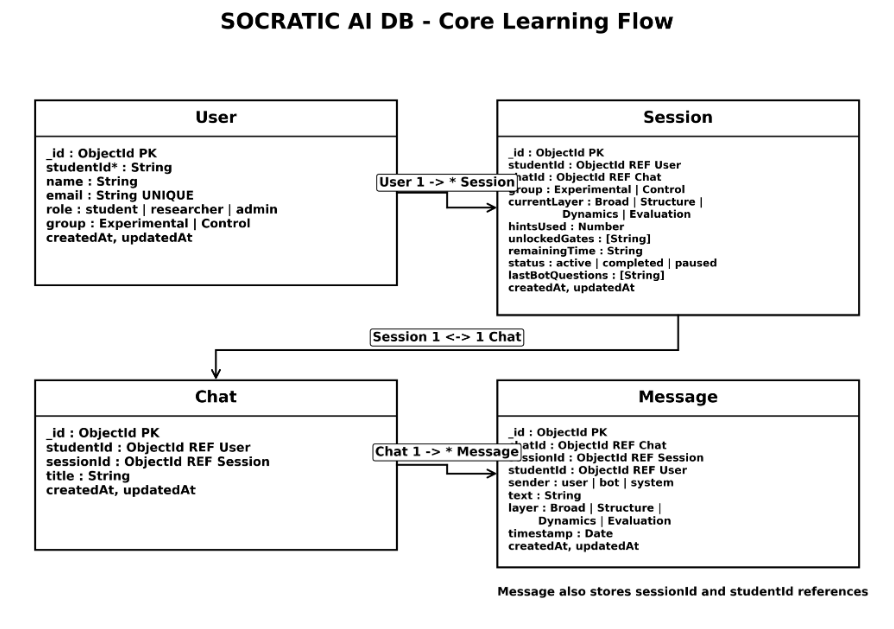 SOCRATIC AI DB - Core Learning Flow
User
_id : ObjectId PK
studentId* : String
name : String
email : String UNIQUE
role : student | researcher | admin
group : Experimental | Control
createdAt, updatedAt
User 1 -> * Session
Session
_id : ObjectId PK
studentId : ObjectId REF User
chatId : ObjectId REF Chat
group : Experimental | Control
currentLayer : Broad | Structure |
Dynamics | Evaluation
hintsUsed : Number
unlockedGates : [String]
remainingTime : String
status : active | completed | paused
lastBotQuestions : [String]
createdAt, updatedAt
Session 1 <-> 1 Chat
Chat
_id : ObjectId PK
studentId : ObjectId REF User
sessionId : ObjectId REF Session
title : String
createdAt, updatedAt
Chat 1 -> * Message
Message
_id : ObjectId PK
chatId : ObjectId REF Chat
sessionId : ObjectId REF Session
studentId : ObjectId REF User
sender : user | bot | system
text : String
layer : Broad | Structure |
Dynamics | Evaluation
timestamp : Date
createdAt, updatedAt
Message also stores sessionId and studentId references